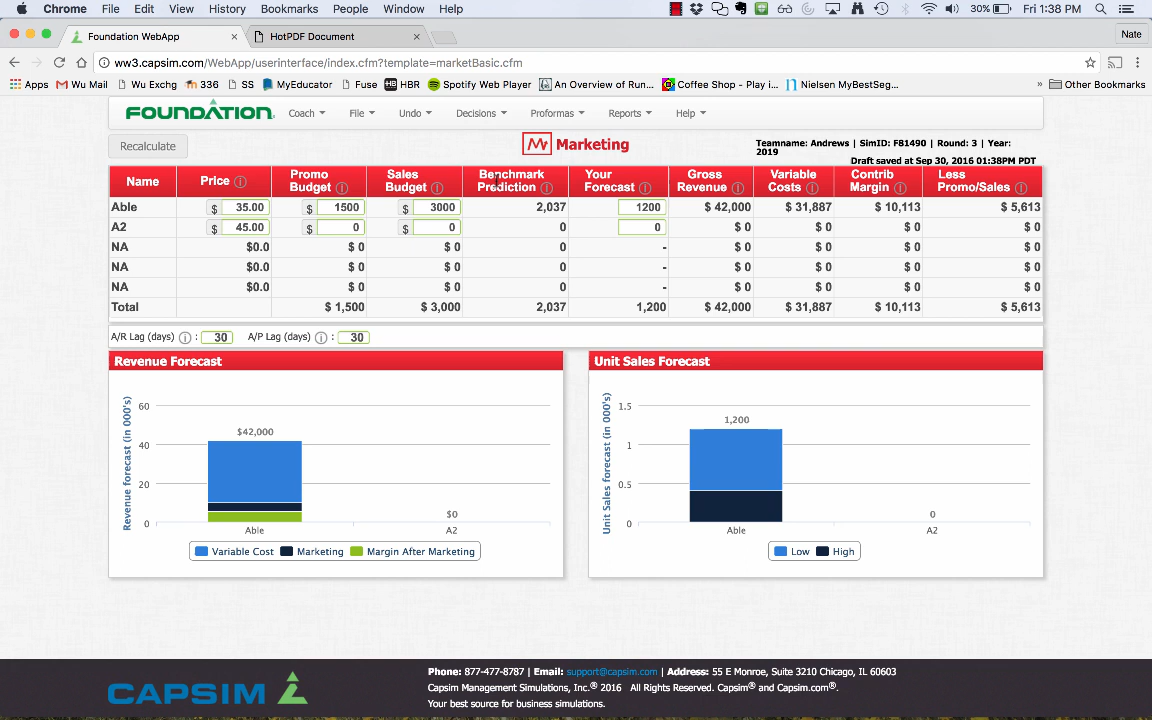 Chrome File Edit View History Bookmarks People Window Help 30% Fri 1:38 PM
Foundation WebApp × HotPDF Document × Nate
ww3.capsim.com/WebApp/userinterface/index.cfm?template=marketBasic.cfm
Apps Wu Mail Wu Exchg 336 SS MyEducator Fuse HBR Spotify Web Player An Overview of Run... Coffee Shop - Play i... Nielsen MyBestSeg... » Other Bookmarks
FOUNDATION® Coach File Undo Decisions Proformas Reports Help
Recalculate
Marketing
Teamname: Andrews | SimID: F81490 | Round: 3 | Year: 2019
Draft saved at Sep 30, 2016 01:38PM PDT
Name Price Promo Budget Sales Budget Benchmark Prediction Your Forecast Gross Revenue Variable Costs Contrib Margin Less Promo/Sales
Able $ 35.00 $ 1500 $ 3000 2,037 1200 $ 42,000 $ 31,887 $ 10,113 $ 5,613
A2 $ 45.00 $ 0 $ 0 0 0 $ 0 $ 0 $ 0 $ 0
NA $0.0 $ 0 $ 0 0 - $ 0 $ 0 $ 0 $ 0
NA $0.0 $ 0 $ 0 0 - $ 0 $ 0 $ 0 $ 0
NA $0.0 $ 0 $ 0 0 - $ 0 $ 0 $ 0 $ 0
Total $ 1,500 $ 3,000 2,037 1,200 $ 42,000 $ 31,887 $ 10,113 $ 5,613
A/R Lag (days) : 30 A/P Lag (days) : 30
Revenue Forecast
Revenue forecast (in 000's)
60
40
20
0
$42,000
$0
Able A2
Variable Cost Marketing Margin After Marketing
Unit Sales Forecast
Unit Sales forecast (in 000's)
1.5
1
0.5
0
1,200
0
Able A2
Low High
CAPSIM
Phone: 877-477-8787 | Email: support@capsim.com | Address: 55 E Monroe, Suite 3210 Chicago, IL 60603
Capsim Management Simulations, Inc.® 2016 All Rights Reserved. Capsim® and Capsim.com®.
Your best source for business simulations.